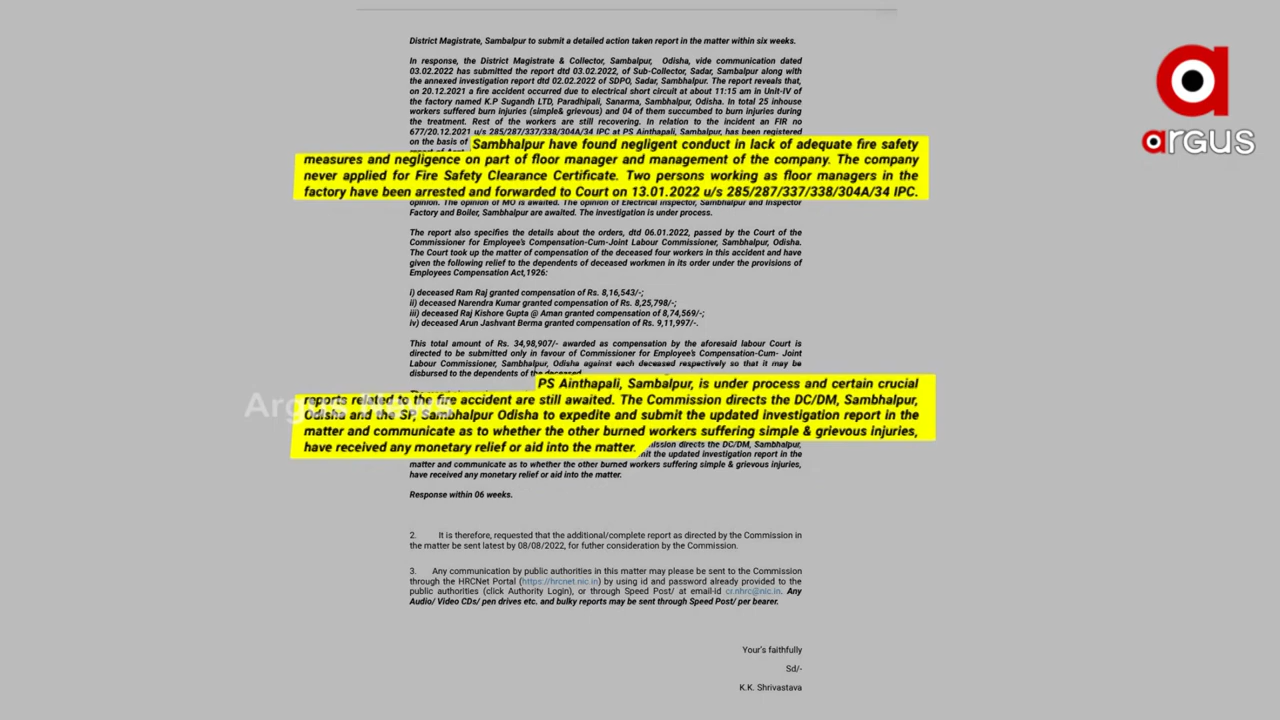 District Magistrate, Sambalpur to submit a detailed action taken report in the matter within six weeks.
In response, the District Magistrate & Collector, Sambalpur, Odisha, vide communication dated
03.02.2022 has submitted the report dtd 03.02.2022, of Sub-Collector, Sadar, Sambalpur along with
the annexed investigation report dtd 02.02.2022 of SDPO, Sadar, Sambhalpur. The report reveals that,
on 20.12.2021 a fire accident occurred due to electrical short circuit at about 11:15 am in Unit-IV of
the factory named K.P Sugandh LTD, Paradhipali, Sanarma, Sambhalpur, Odisha. In total 25 inhouse
workers suffered burn injuries (simple& grievous) and 04 of them succumbed to burn injuries during
the treatment. Rest of the workers are still recovering. In relation to the incident an FIR no
677/20.12.2021 u/s 285/287/337/338/304A/34 IPC at PS Ainthapali, Sambalpur, has been registered
on the basis of
Sambhalpur have found negligent conduct in lack of adequate fire safety
measures and negligence on part of floor manager and management of the company. The company
never applied for Fire Safety Clearance Certificate. Two persons working as floor managers in the
factory have been arrested and forwarded to Court on 13.01.2022 u/s 285/287/337/338/304A/34 IPC.
opinion. The opinion of MO is awaited. The opinion of Electrical Inspector, Sambhalpur and Inspector
Factory and Boiler, Sambhalpur are awaited. The investigation is under process.
The report also specifies the details about the orders, dtd 06.01.2022, passed by the Court of the
Commissioner for Employee's Compensation-Cum-Joint Labour Commissioner, Sambhalpur, Odisha.
The Court took up the matter of compensation of the deceased four workers in this accident and have
given the following relief to the dependents of deceased workmen in its order under the provisions of
Employees Compensation Act,1926:
i) deceased Ram Raj granted compensation of Rs. 8,16,543/-;
ii) deceased Narendra Kumar granted compensation of Rs. 8,25,798/-;
iii) deceased Raj Kishore Gupta @ Aman granted compensation of 8,74,569/-;
iv) deceased Arun Jashvant Berma granted compensation of Rs. 9,11,997/-.
This total amount of Rs. 34,98,907/- awarded as compensation by the aforesaid labour Court is
directed to be submitted only in favour of Commissioner for Employee's Compensation-Cum- Joint
Labour Commissioner, Sambalpur, Odisha against each deceased respectively so that it may be
disbursed to the dependents of the deceased.
PS Ainthapali, Sambalpur, is under process and certain crucial
reports related to the fire accident are still awaited. The Commission directs the DC/DM, Sambhalpur,
Odisha and the SP, Sambhalpur Odisha to expedite and submit the updated investigation report in the
matter and communicate as to whether the other burned workers suffering simple & grievous injuries,
have received any monetary relief or aid into the matter.
directs the DC/DM, Sambhalpur,
the updated investigation report in the
matter and communicate as to whether the other burned workers suffering simple & grievous injuries,
have received any monetary relief or aid into the matter.
Response within 06 weeks.
2. It is therefore, requested that the additional/complete report as directed by the Commission in
the matter be sent latest by 08/08/2022, for futher consideration by the Commission.
3. Any communication by public authorities in this matter may please be sent to the Commission
through the HRCNet Portal (https://hrcnet.nic.in) by using id and password already provided to the
public authorities (click Authority Login), or through Speed Post/ at email-id cr.nhrc@nic.in. Any
Audio/ Video CDs/ pen drives etc. and bulky reports may be sent through Speed Post/ per bearer.
Your's faithfully
Sd/-
K.K. Shrivastava
argus